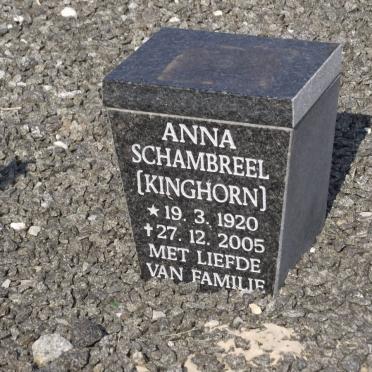 ANNA
SCHAMBREEL
[KINGHORN]
★ 19. 3. 1920
✝ 27. 12. 2005
MET LIEFDE
VAN FAMILIE